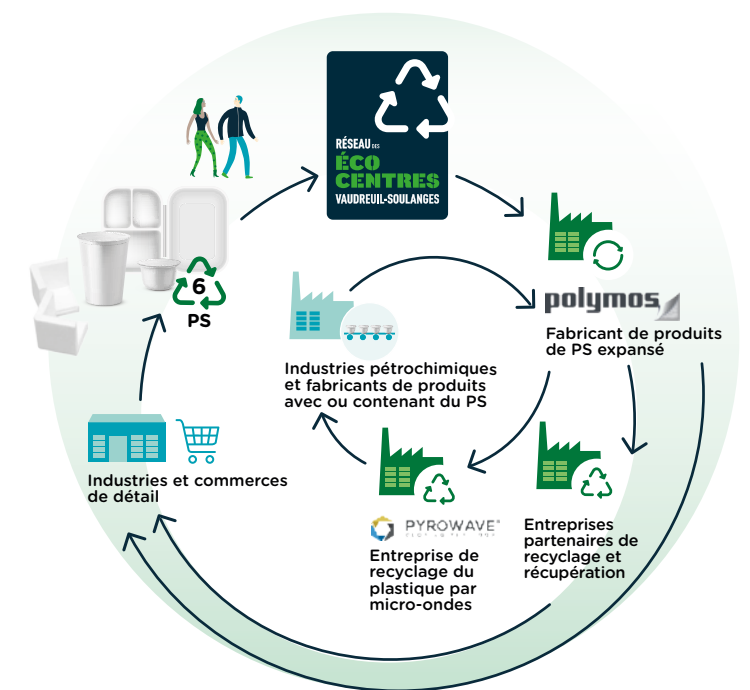 RÉSEAU DES
ÉCO
CENTRES
VAUDREUIL-SOULANGES
6
PS
polymos
Fabricant de produits
de PS expansé
Industries pétrochimiques
et fabricants de produits
avec ou contenant du PS
Industries et commerces
de détail
PYROWAVE
Entreprise de
recyclage du
plastique par
micro-ondes
Entreprises
partenaires de
recyclage et
récupération